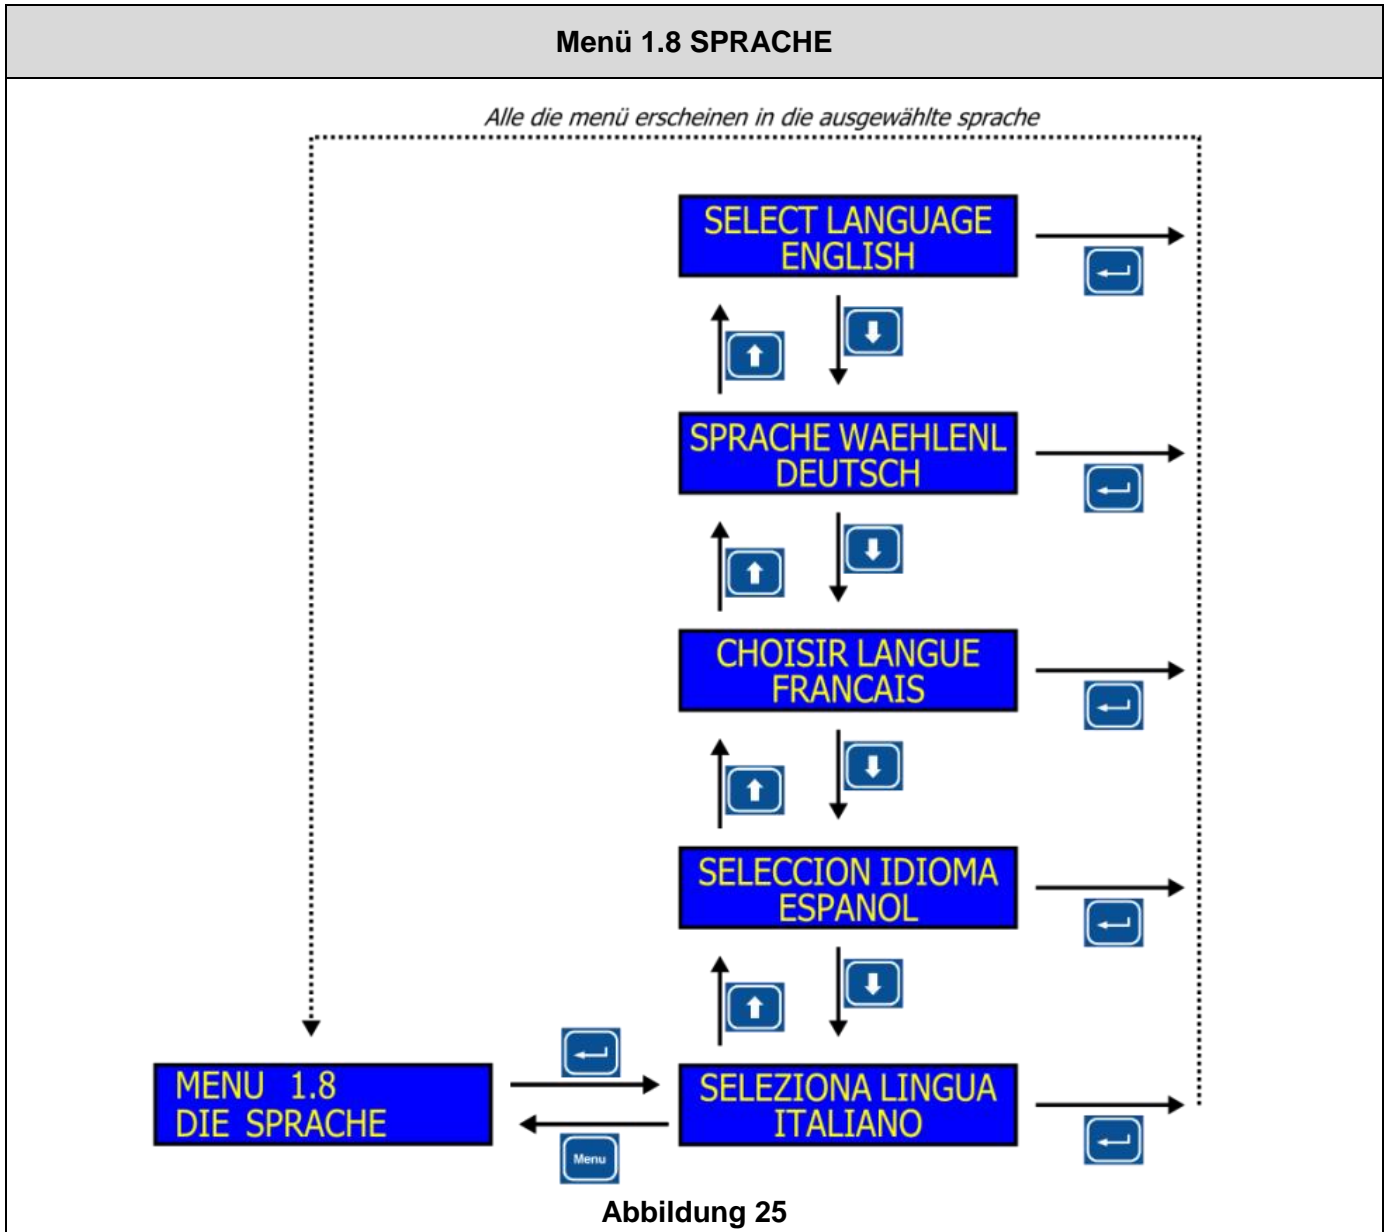 Menü 1.8 SPRACHE
Alle die menü erscheinen in die ausgewählte sprache
SELECT LANGUAGE
ENGLISH
SPRACHE WAEHLENL
DEUTSCH
CHOISIR LANGUE
FRANCAIS
SELECCION IDIOMA
ESPANOL
MENU 1.8
DIE SPRACHE
SELEZIONA LINGUA
ITALIANO
Menu
Abbildung 25